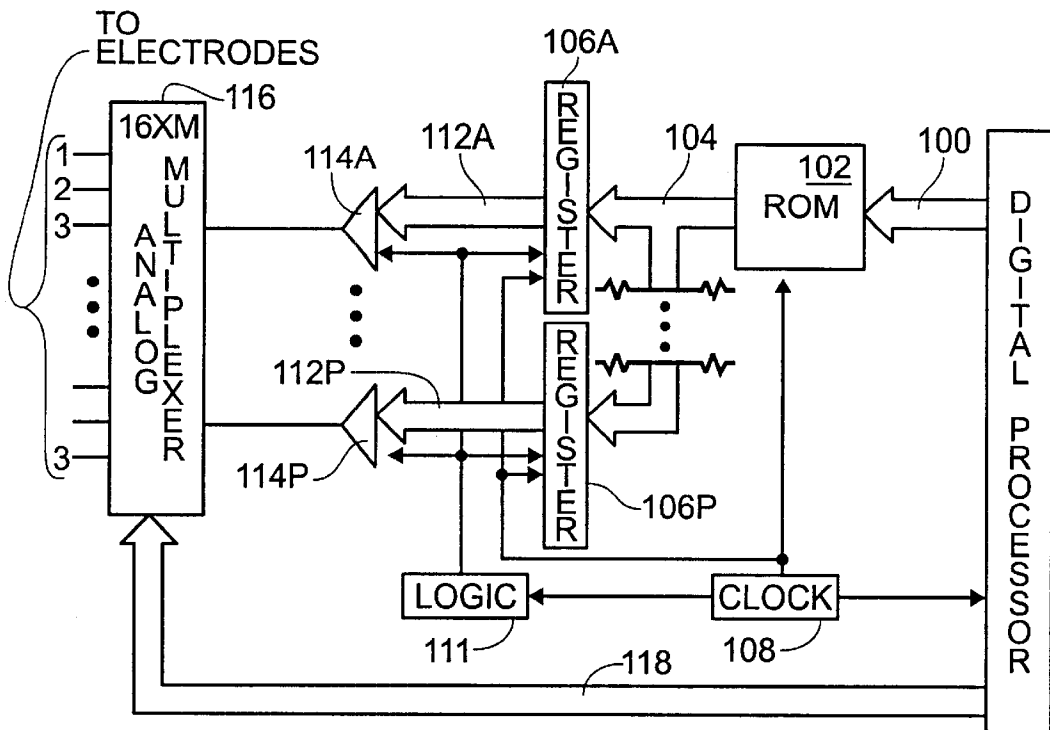 TO
ELECTRODES
116
16XM
ANALOG
MULTIPLEXER
1
2
3
3
114A
112A
106A
REGISTER
104
102
ROM
100
DIGITAL PROCESSOR
112P
114P
REGISTER
106P
LOGIC
111
CLOCK
108
118